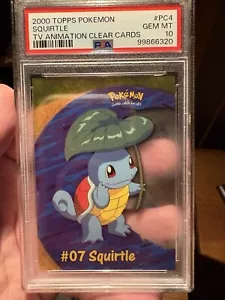 2000 TOPPS POKEMON #PC4
SQUIRTLE GEM MT
TV ANIMATION CLEAR CARDS 10
PSA 99866320
Pokémon
#07 Squirtle